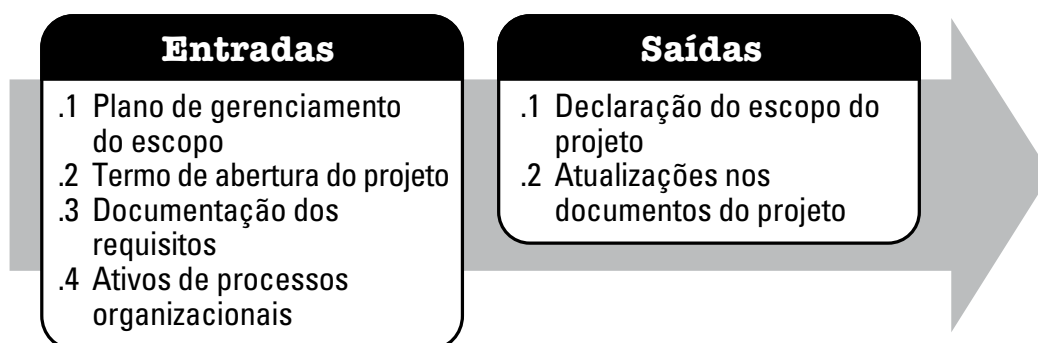 Entradas
.1 Plano de gerenciamento
do escopo
.2 Termo de abertura do projeto
.3 Documentação dos
requisitos
.4 Ativos de processos
organizacionais
Saídas
.1 Declaração do escopo do
projeto
.2 Atualizações nos
documentos do projeto